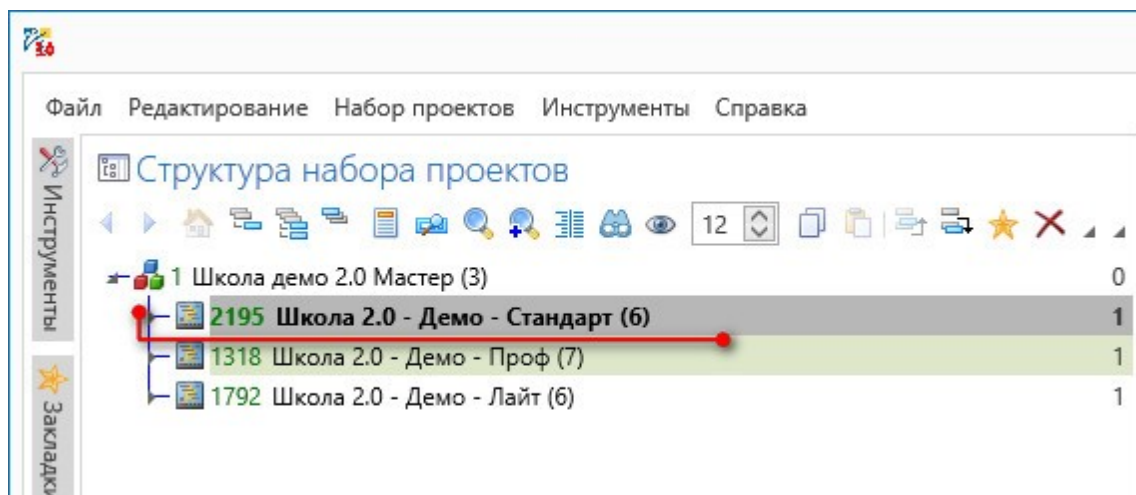 Файл Редактирование Набор проектов Инструменты Справка
Инструменты
Структура набора проектов
12
1 Школа демо 2.0 Мастер (3) 0
2195 Школа 2.0 - Демо - Стандарт (6) 1
1318 Школа 2.0 - Демо - Проф (7) 1
1792 Школа 2.0 - Демо - Лайт (6) 1
Закладки